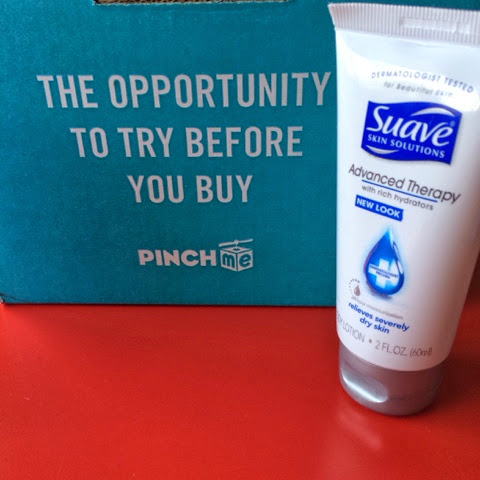 THE OPPORTUNITY
TO TRY BEFORE
YOU BUY
PINCH me
DERMATOLOGIST TESTED
for Beautiful Skin
Suave®
SKIN SOLUTIONS
Advanced Therapy
with rich hydrators
NEW LOOK
relieves severely
dry skin
LOTION • 2 FL.OZ. (60ml)